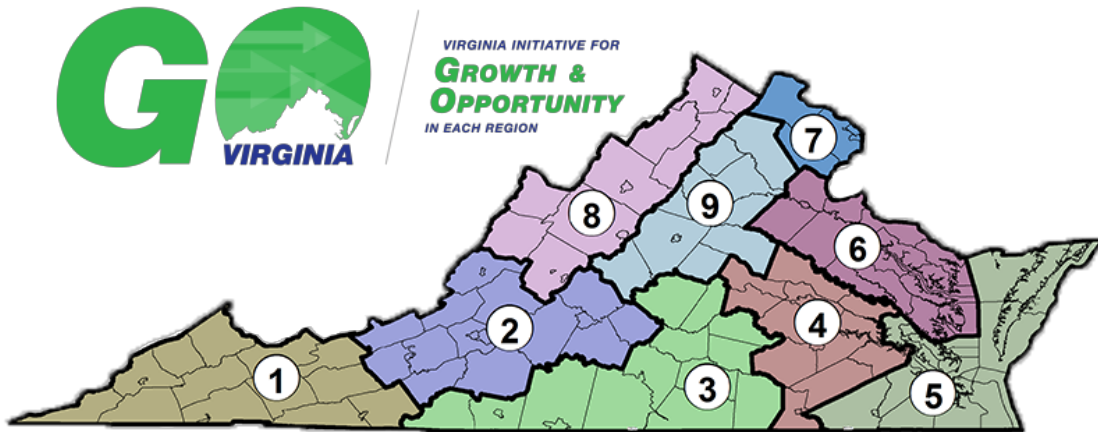 GO
VIRGINIA
VIRGINIA INITIATIVE FOR
GROWTH &
OPPORTUNITY
IN EACH REGION
7
8
9
6
2
4
1
3
5